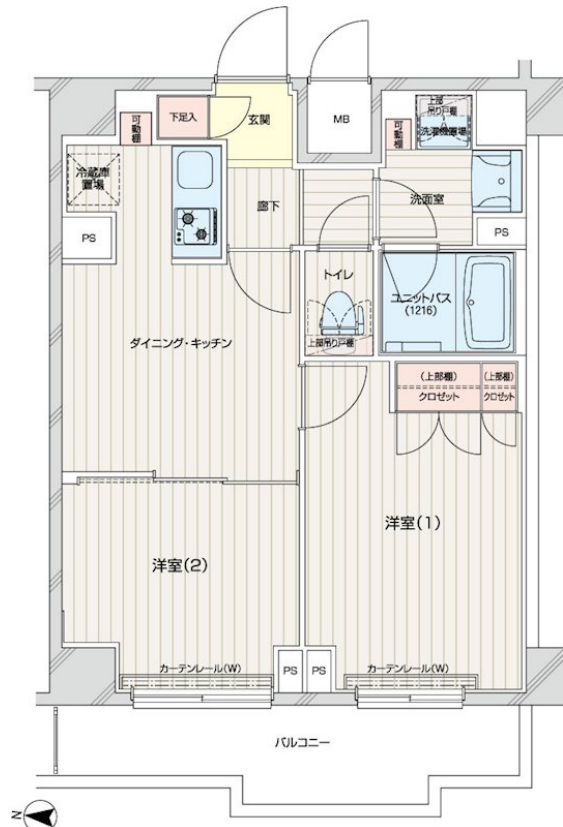 可動棚
下足入
玄関
MB
上部
吊り戸棚
洗濯機置場
可動棚
冷蔵庫
置場
廊下
洗面室
PS
PS
トイレ
ユニットバス
(1216)
ダイニング・キッチン
上部吊り戸棚
(上部棚)
クロゼット
(上部棚)
クロゼット
洋室(1)
洋室(2)
カーテンレール(W)
PS
PS
カーテンレール(W)
バルコニー
N